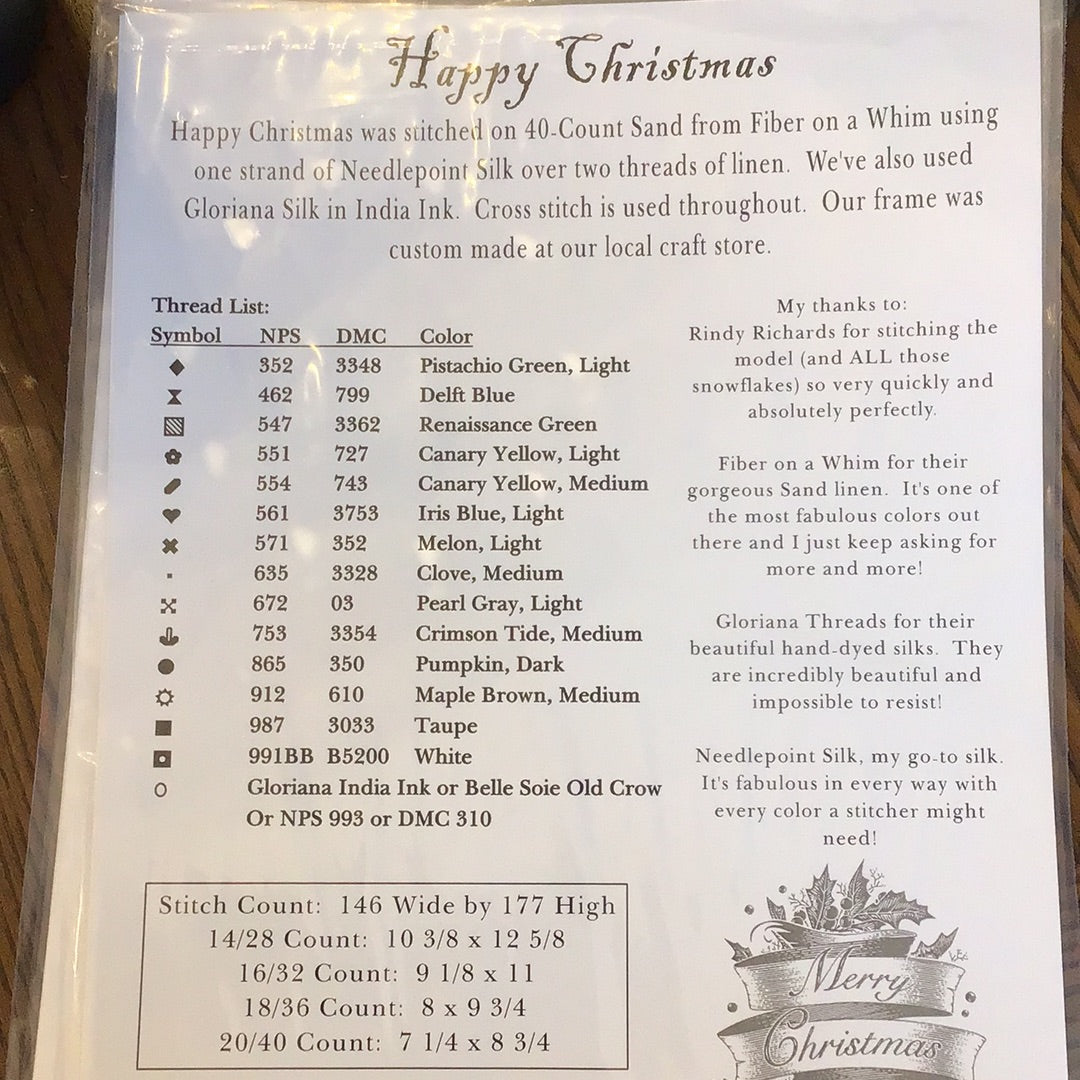 Happy Christmas
Happy Christmas was stitched on 40-Count Sand from Fiber on a Whim using
one strand of Needlepoint Silk over two threads of linen. We've also used
Gloriana Silk in India Ink. Cross stitch is used throughout. Our frame was
custom made at our local craft store.
Thread List:
Symbol NPS DMC Color
352 3348 Pistachio Green, Light
462 799 Delft Blue
547 3362 Renaissance Green
551 727 Canary Yellow, Light
554 743 Canary Yellow, Medium
561 3753 Iris Blue, Light
571 352 Melon, Light
635 3328 Clove, Medium
672 03 Pearl Gray, Light
753 3354 Crimson Tide, Medium
865 350 Pumpkin, Dark
912 610 Maple Brown, Medium
987 3033 Taupe
991BB B5200 White
Gloriana India Ink or Belle Soie Old Crow
Or NPS 993 or DMC 310
Stitch Count: 146 Wide by 177 High
14/28 Count: 10 3/8 x 12 5/8
16/32 Count: 9 1/8 x 11
18/36 Count: 8 x 9 3/4
20/40 Count: 7 1/4 x 8 3/4
My thanks to:
Rindy Richards for stitching the
model (and ALL those
snowflakes) so very quickly and
absolutely perfectly.
Fiber on a Whim for their
gorgeous Sand linen. It's one of
the most fabulous colors out
there and I just keep asking for
more and more!
Gloriana Threads for their
beautiful hand-dyed silks. They
are incredibly beautiful and
impossible to resist!
Needlepoint Silk, my go-to silk.
It's fabulous in every way with
every color a stitcher might
need!
Merry
Christmas